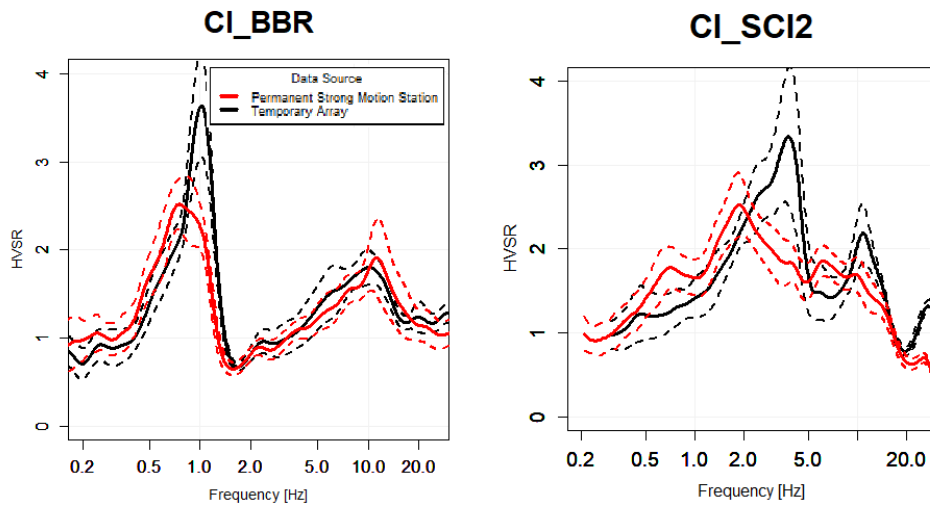 CI_BBR
CI_SCI2
Data Source
Permanent Strong Motion Station
Temporary Array
HVSR
4
3
2
1
0
0.2 0.5 1.0 2.0 5.0 10.0 20.0
Frequency [Hz]
HVSR
4
3
2
1
0
0.2 0.5 1.0 2.0 5.0 20.0
Frequency [Hz]